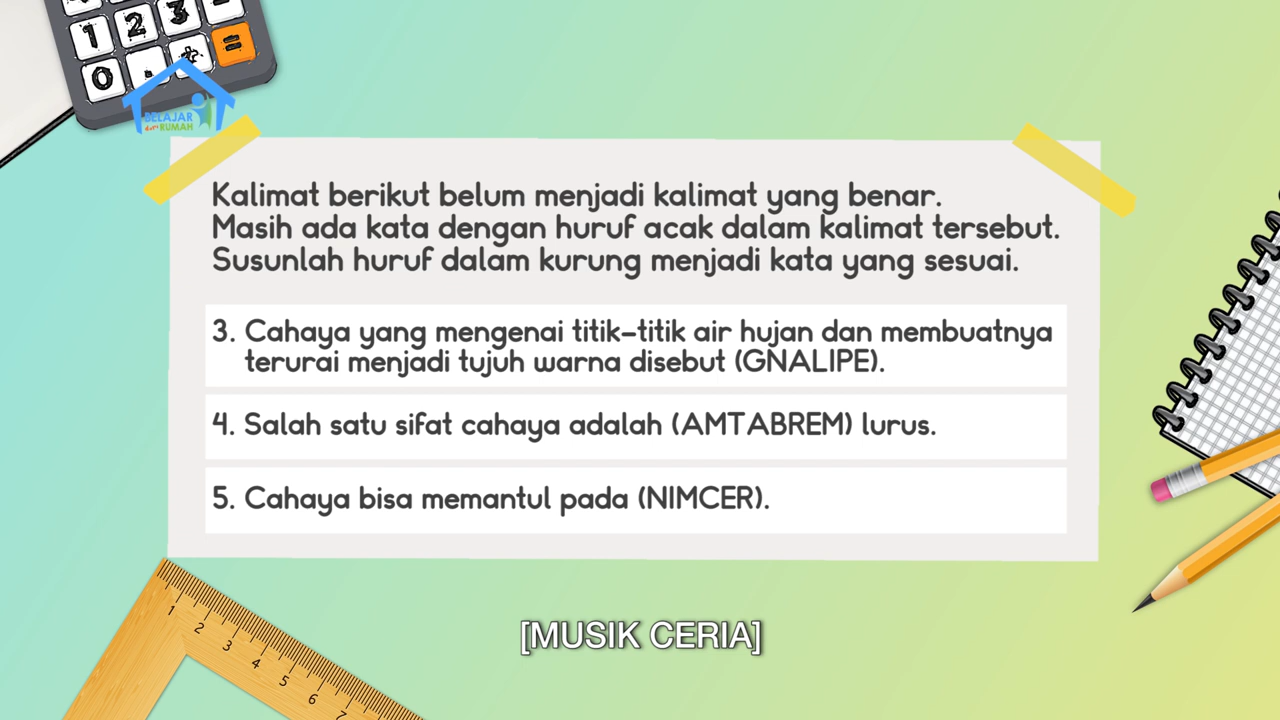 1 2 3
0 . + =
BELAJAR
dari RUMAH
Kalimat berikut belum menjadi kalimat yang benar.
Masih ada kata dengan huruf acak dalam kalimat tersebut.
Susunlah huruf dalam kurung menjadi kata yang sesuai.
3. Cahaya yang mengenai titik-titik air hujan dan membuatnya
terurai menjadi tujuh warna disebut (GNALIPE).
4. Salah satu sifat cahaya adalah (AMTABREM) lurus.
5. Cahaya bisa memantul pada (NIMCER).
1 2 3 4 5 6 7
[MUSIK CERIA]